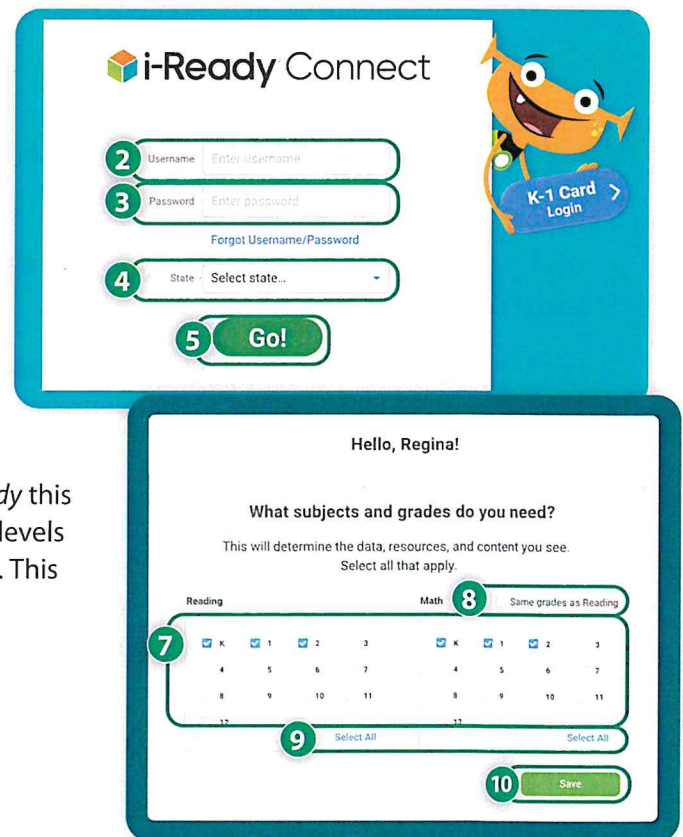 i-Ready Connect
2 Username Enter username
3 Password Enter password
Forgot Username/Password
4 State Select state...
5 Go!
K-1 Card
Login
dy this
levels
. This
Hello, Regina!
What subjects and grades do you need?
This will determine the data, resources, and content you see.
Select all that apply.
Reading Math 8 Same grades as Reading
7 K 1 2 3 K 1 2 3
4 5 6 7 4 5 6 7
8 9 10 11 8 9 10 11
12 12
9 Select All Select All
10 Save